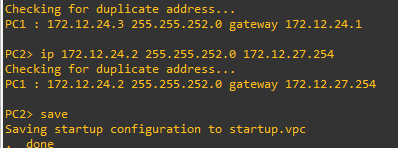 Checking for duplicate address...
PC1 : 172.12.24.3 255.255.252.0 gateway 172.12.24.1
PC2> ip 172.12.24.2 255.255.252.0 172.12.27.254
Checking for duplicate address...
PC1 : 172.12.24.2 255.255.252.0 gateway 172.12.27.254
PC2> save
Saving startup configuration to startup.vpc
.  done